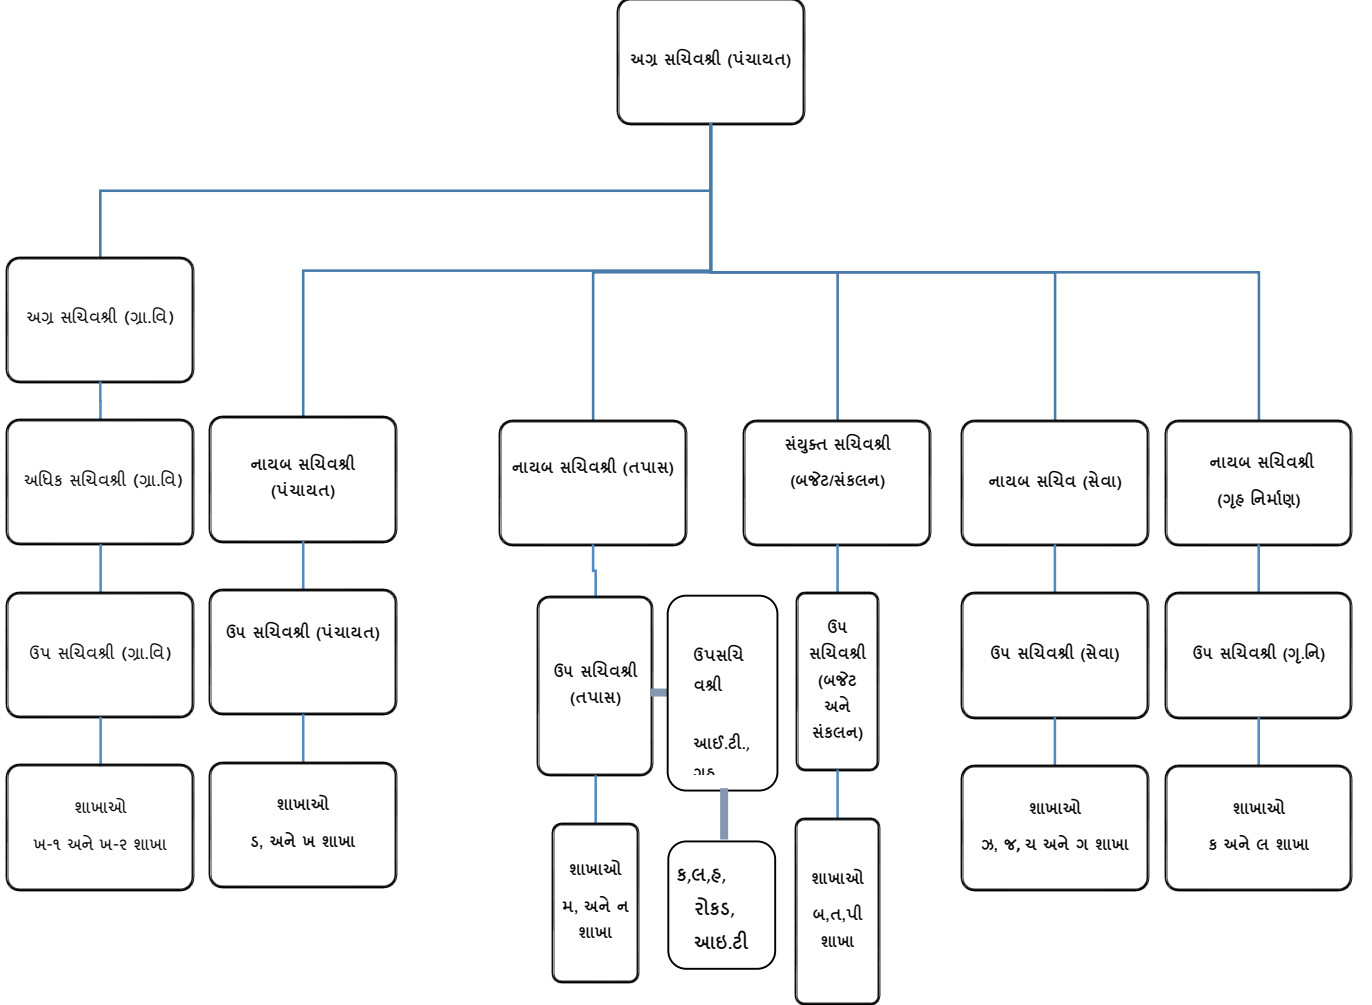 અગ્ર સચિવશ્રી (પંચાયત)
અગ્ર સચિવશ્રી (ગ્રા.વિ)
અધિક સચિવશ્રી (ગ્રા.વિ)
નાયબ સચિવશ્રી
(પંચાયત)
નાયબ સચિવશ્રી (તપાસ)
સંયુક્ત સચિવશ્રી
(બજેટ/સંકલન)
નાયબ સચિવ (સેવા)
નાયબ સચિવશ્રી
(ગૃહ નિર્માણ)
ઉપ સચિવશ્રી (ગ્રા.વિ)
ઉપ સચિવશ્રી (પંચાયત)
ઉપ સચિવશ્રી
(તપાસ)
ઉપસચિ
વશ્રી
આઈ.ટી.,
ઉપ
સચિવશ્રી
(બજેટ
અને
સંકલન)
ઉપ સચિવશ્રી (સેવા)
ઉપ સચિવશ્રી (ગૃ.નિ)
શાખાઓ
ખ-૧ અને ખ-૨ શાખા
શાખાઓ
ડ, અને ખ શાખા
શાખાઓ
મ, અને ન
શાખા
ક,લ,હ,
રોકડ,
આઇ.ટી
શાખાઓ
બ,ત,પી
શાખા
શાખાઓ
ઝ, જ, ચ અને ગ શાખા
શાખાઓ
ક અને લ શાખા